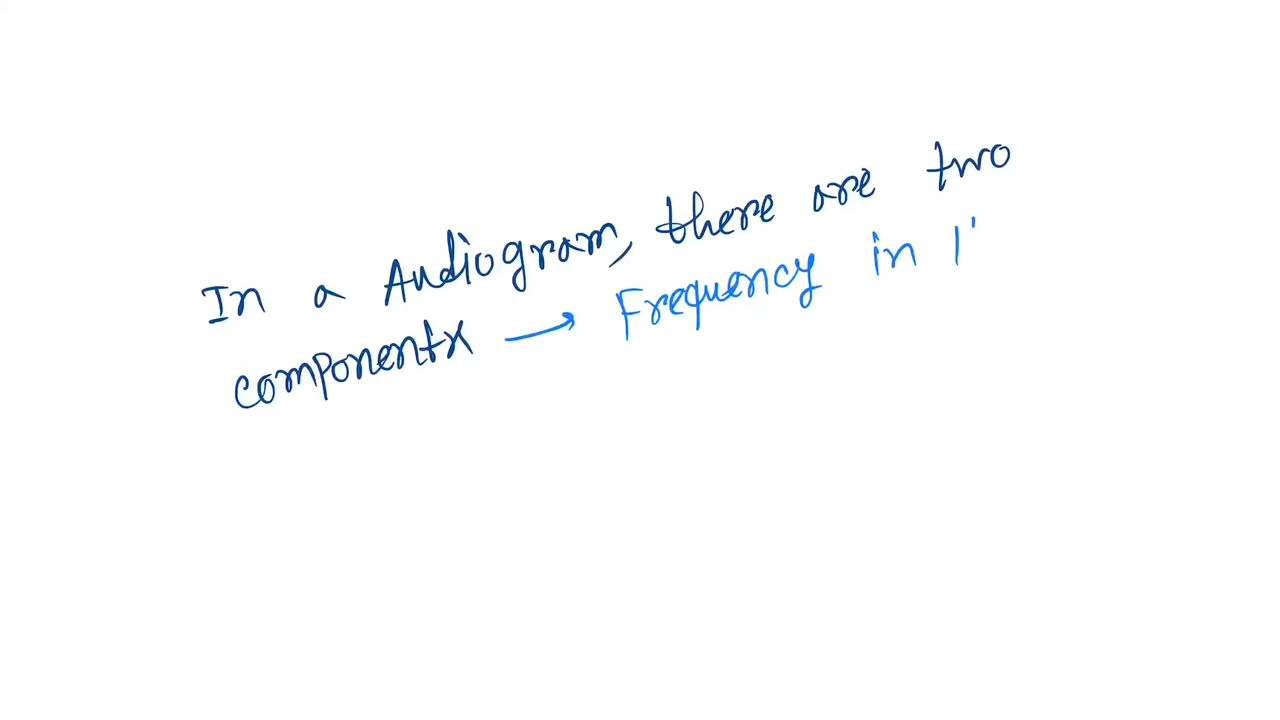 In a Audiogram, there are two
components → Frequency in